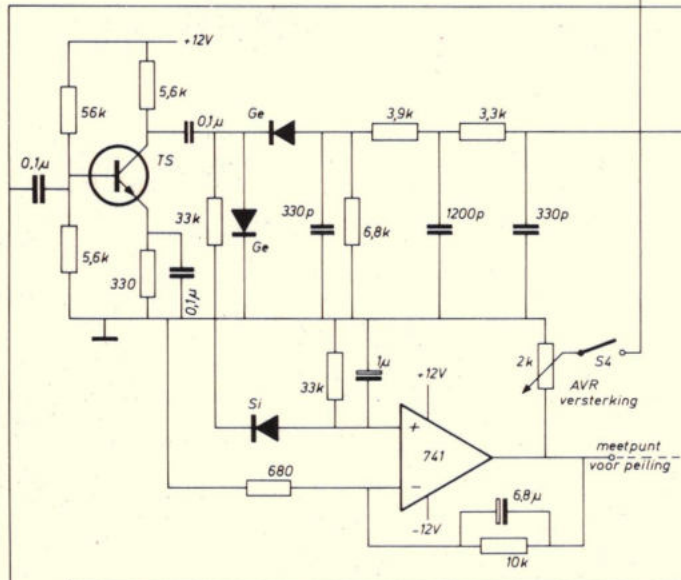 +12V
5,6k
56k
0,1µ
Ge
3,9k
3,3k
TS
0,1µ
33k
330p
6,8k
1200p
330p
Ge
5,6k
330
0,1µ
33k
1µ
+12V
2k
S4
AVR
versterking
Si
+
741
meetpunt
voor peiling
680
−
-12V
6,8µ
10k